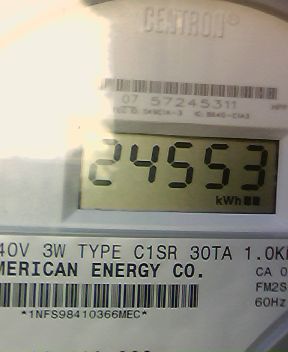 CENTRON®
07 57245311
24553
kWh
40V 3W TYPE C1SR 30TA 1.0K
MERICAN ENERGY CO.
CA 0
FM2S
60Hz
*1NFS98410366MEC*